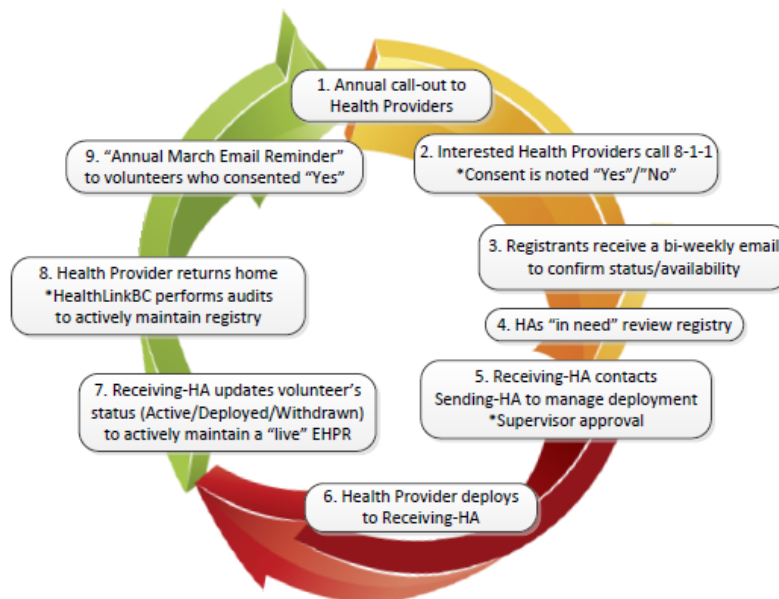 1. Annual call-out to
Health Providers
2. Interested Health Providers call 8-1-1
*Consent is noted “Yes”/”No”
3. Registrants receive a bi-weekly email
to confirm status/availability
4. HAs “in need” review registry
5. Receiving-HA contacts
Sending-HA to manage deployment
*Supervisor approval
6. Health Provider deploys
to Receiving-HA
7. Receiving-HA updates volunteer’s
status (Active/Deployed/Withdrawn)
to actively maintain a “live” EHPR
8. Health Provider returns home
*HealthLinkBC performs audits
to actively maintain registry
9. “Annual March Email Reminder”
to volunteers who consented “Yes”